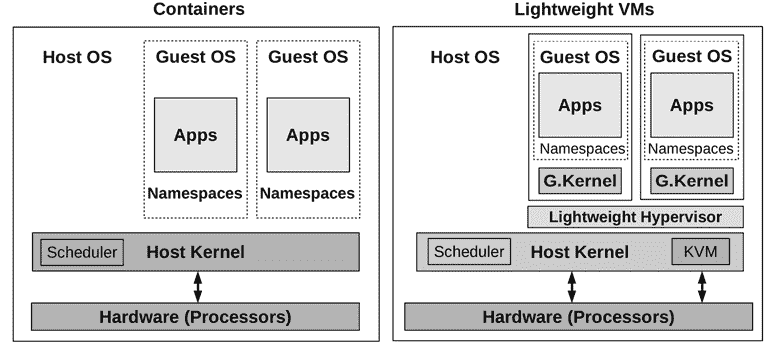 Containers
Host OS
Guest OS
Guest OS
Apps
Apps
Namespaces
Namespaces
Scheduler
Host Kernel
Hardware (Processors)
Lightweight VMs
Host OS
Guest OS
Guest OS
Apps
Apps
Namespaces
Namespaces
G.Kernel
G.Kernel
Lightweight Hypervisor
Scheduler
Host Kernel
KVM
Hardware (Processors)